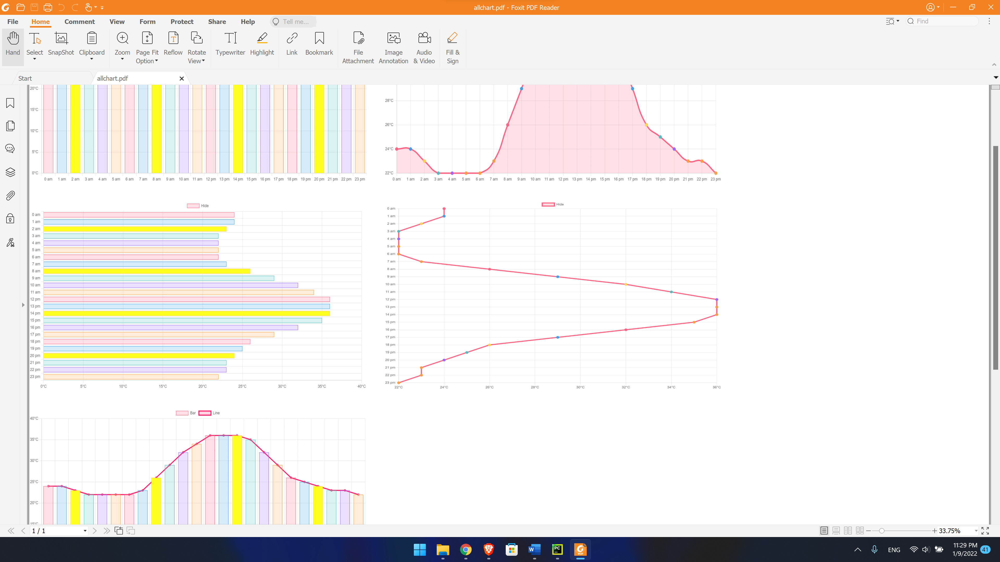 allchart.pdf - Foxit PDF Reader
File Home Comment View Form Protect Share Help Tell me... Find
Hand Select SnapShot Clipboard Zoom Page Fit Option Reflow Rotate View Typewriter Highlight Link Bookmark File Attachment Image Annotation Audio & Video Fill & Sign
Start allchart.pdf
20°C
15°C
10°C
5°C
0°C
0 am 1 am 2 am 3 am 4 am 5 am 6 am 7 am 8 am 9 am 10 am 11 am 12 pm 13 pm 14 pm 15 pm 16 pm 17 pm 18 pm 19 pm 20 pm 21 pm 22 pm 23 pm
28°C
26°C
24°C
22°C
0 am 1 am 2 am 3 am 4 am 5 am 6 am 7 am 8 am 9 am 10 am 11 am 12 pm 13 pm 14 pm 15 pm 16 pm 17 pm 18 pm 19 pm 20 pm 21 pm 22 pm 23 pm
Hide
0 am
1 am
2 am
3 am
4 am
5 am
6 am
7 am
8 am
9 am
10 am
11 am
12 pm
13 pm
14 pm
15 pm
16 pm
17 pm
18 pm
19 pm
20 pm
21 pm
22 pm
23 pm
0°C 5°C 10°C 15°C 20°C 25°C 30°C 35°C 40°C
Hide
0 am
1 am
2 am
3 am
4 am
5 am
6 am
7 am
8 am
9 am
10 am
11 am
12 pm
13 pm
14 pm
15 pm
16 pm
17 pm
18 pm
19 pm
20 pm
21 pm
22 pm
23 pm
22°C 24°C 26°C 28°C 30°C 32°C 34°C 36°C
Bar Line
40°C
35°C
30°C
25°C
20°C
15°C
1 / 1 33.75%
ENG 11:29 PM 41
1/9/2022